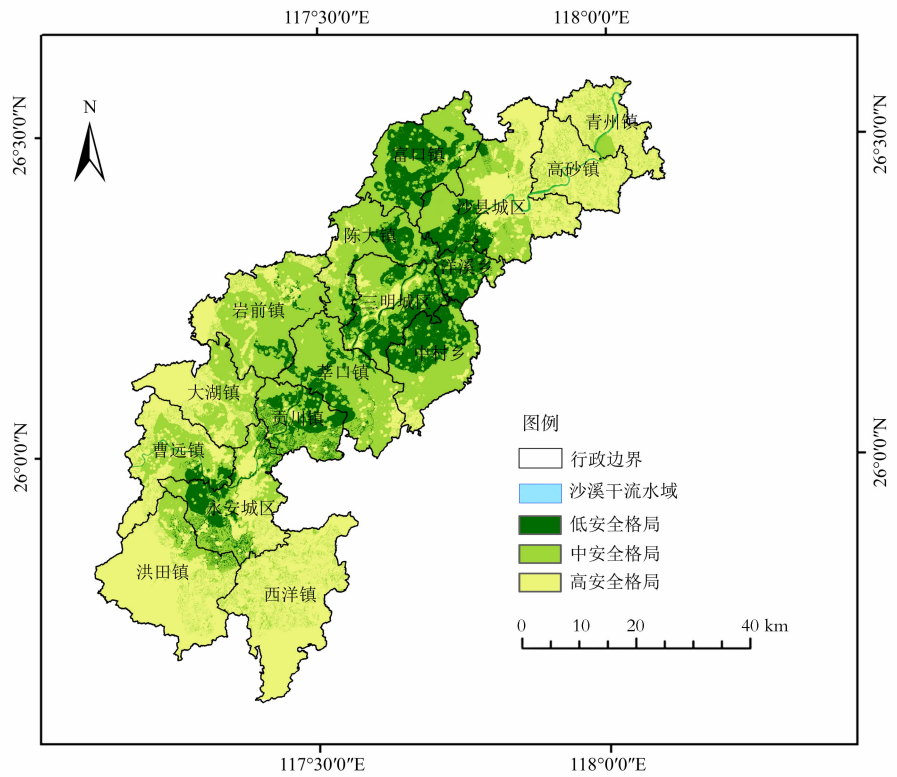 117°30′0″E
118°0′0″E
N
26°30′0″N
26°30′0″N
青州镇
富口镇
高砂镇
沙县城区
陈大镇
洋溪乡
三明城区
岩前镇
中村乡
莘口镇
大湖镇
贡川镇
曹远镇
永安城区
洪田镇
西洋镇
26°0′0″N
26°0′0″N
图例
行政边界
沙溪干流水域
低安全格局
中安全格局
高安全格局
0 10 20 40 km
117°30′0″E
118°0′0″E